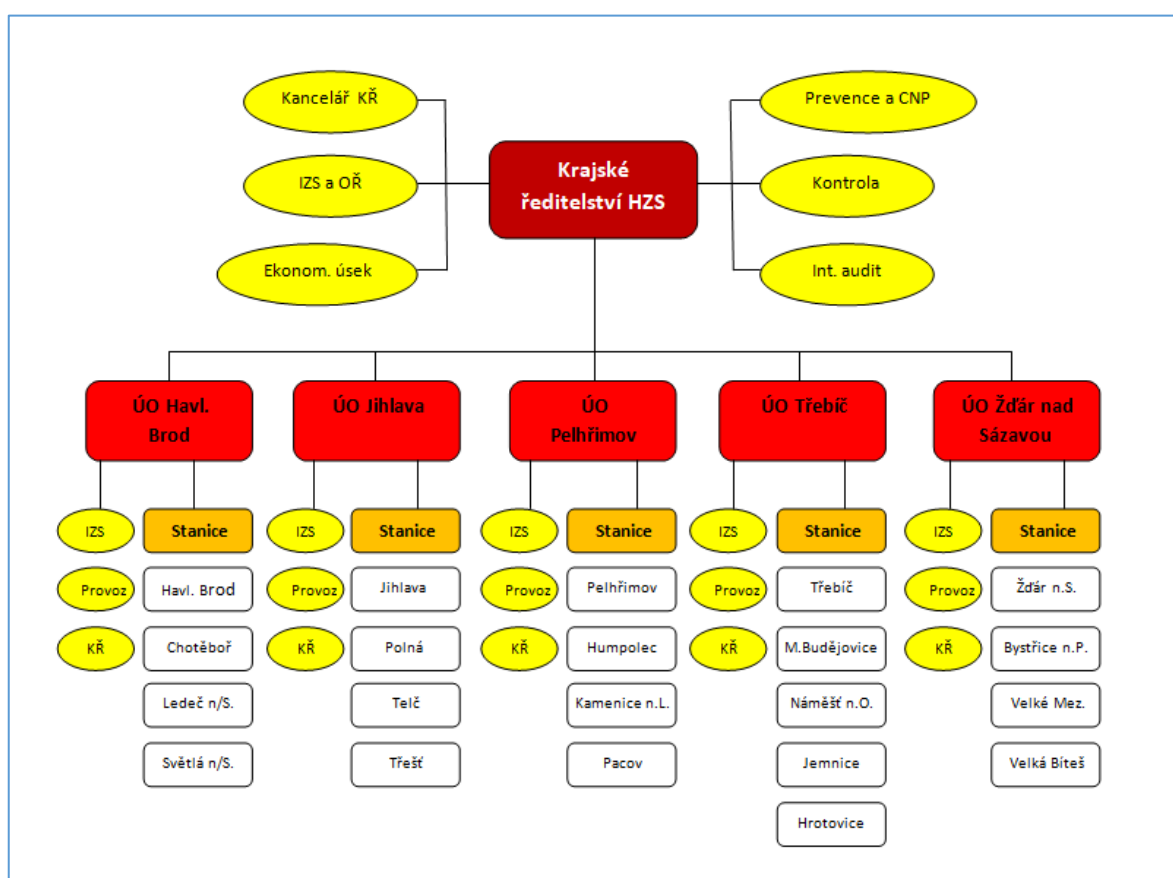 Kancelář KŘ
Prevence a CNP
Krajské
ředitelství HZS
IZS a OŘ
Kontrola
Ekonom. úsek
Int. audit
ÚO Havl.
Brod
ÚO Jihlava
ÚO
Pelhřimov
ÚO Třebíč
ÚO Žďár nad
Sázavou
IZS
Stanice
IZS
Stanice
IZS
Stanice
IZS
Stanice
IZS
Stanice
Provoz
Havl. Brod
Provoz
Jihlava
Provoz
Pelhřimov
Provoz
Třebíč
Provoz
Žďár n.S.
KŘ
Chotěboř
KŘ
Polná
KŘ
Humpolec
KŘ
M.Budějovice
KŘ
Bystřice n.P.
Ledeč n/S.
Telč
Kamenice n.L.
Náměšť n.O.
Velké Mez.
Světlá n/S.
Třešť
Pacov
Jemnice
Velká Bíteš
Hrotovice